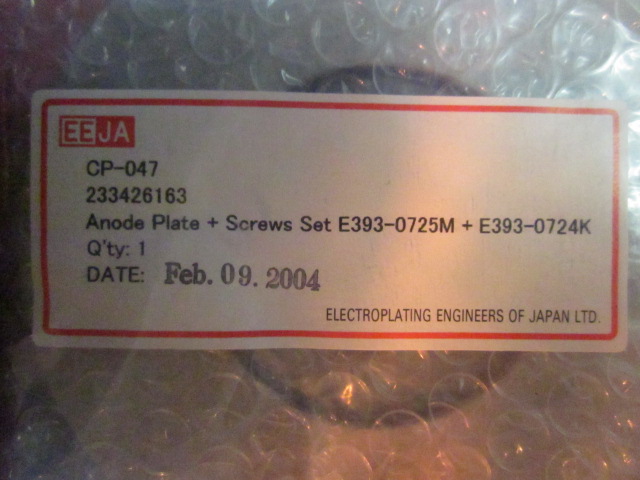 EEJA
CP-047
233426163
Anode Plate + Screws Set E393-0725M + E393-0724K
Q'ty: 1
DATE: Feb. 09. 2004
ELECTROPLATING ENGINEERS OF JAPAN LTD.